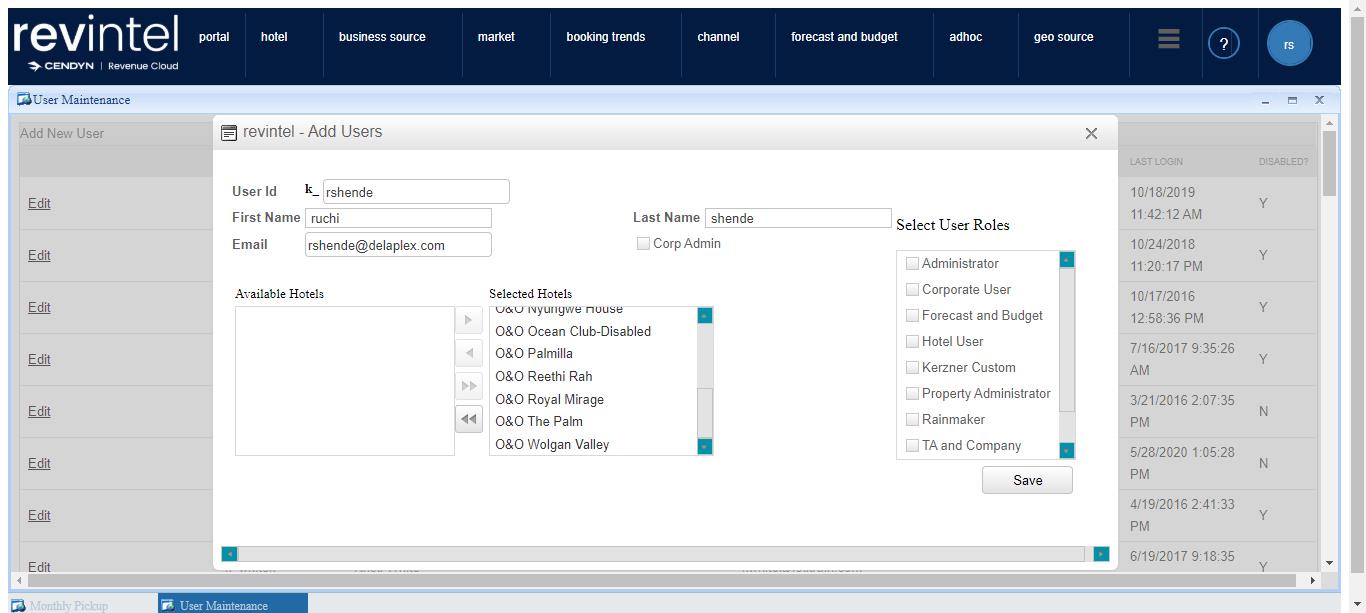 revintel
CENDYN | Revenue Cloud
portal hotel business source market booking trends channel forecast and budget adhoc geo source ? rs
User Maintenance
Add New User
revintel - Add Users
LAST LOGIN DISABLED?
User Id k_ rshende
First Name ruchi Last Name shende
Email rshende@delaplex.com Corp Admin
Select User Roles
Administrator
Corporate User
Forecast and Budget
Hotel User
Kerzner Custom
Property Administrator
Rainmaker
TA and Company
Save
Available Hotels Selected Hotels
O&O Nyungwe House
O&O Ocean Club-Disabled
O&O Palmilla
O&O Reethi Rah
O&O Royal Mirage
O&O The Palm
O&O Wolgan Valley
Edit 10/18/2019 11:42:12 AM Y
Edit 10/24/2018 11:20:17 PM Y
Edit 10/17/2016 12:58:36 PM Y
Edit 7/16/2017 9:35:26 AM Y
Edit 3/21/2016 2:07:35 PM N
Edit 5/28/2020 1:05:28 PM N
Edit 4/19/2016 2:41:33 PM Y
Edit 6/19/2017 9:18:35 Y
Monthly Pickup User Maintenance